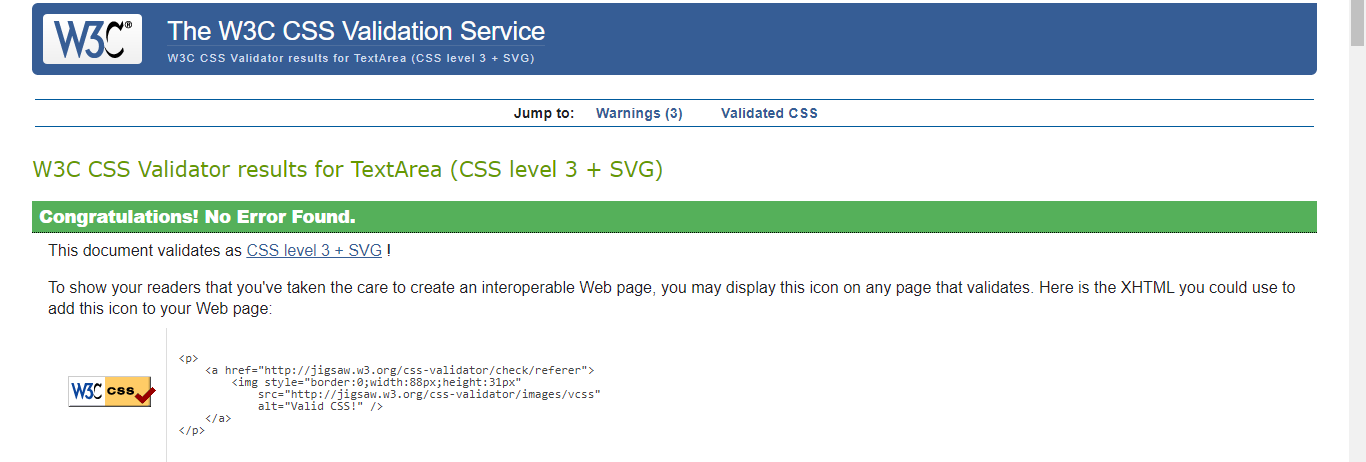 W3C® The W3C CSS Validation Service
W3C CSS Validator results for TextArea (CSS level 3 + SVG)
Jump to: Warnings (3) Validated CSS
W3C CSS Validator results for TextArea (CSS level 3 + SVG)
Congratulations! No Error Found.
This document validates as CSS level 3 + SVG !
To show your readers that you've taken the care to create an interoperable Web page, you may display this icon on any page that validates. Here is the XHTML you could use to
add this icon to your Web page:
W3C css
<p>
    <a href="http://jigsaw.w3.org/css-validator/check/referer">
        <img style="border:0;width:88px;height:31px"
            src="http://jigsaw.w3.org/css-validator/images/vcss"
            alt="Valid CSS!" />
    </a>
</p>